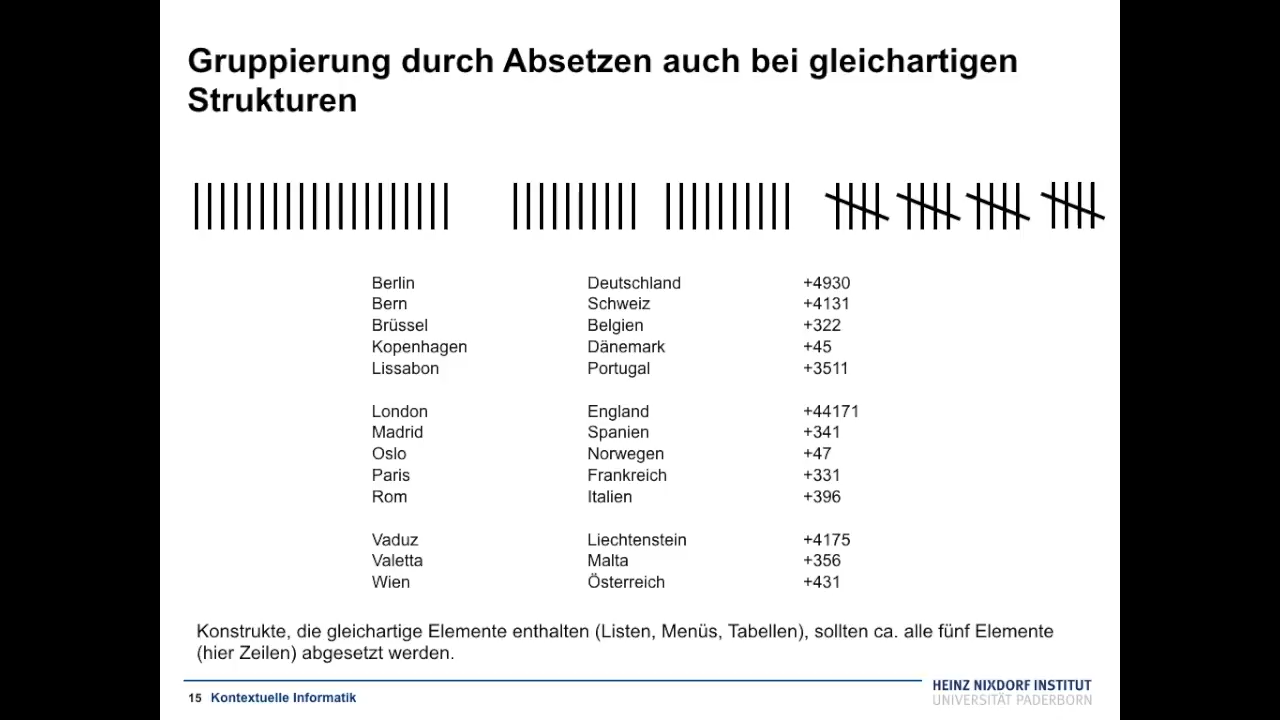 Gruppierung durch Absetzen auch bei gleichartigen
Strukturen
Berlin Deutschland +4930
Bern Schweiz +4131
Brüssel Belgien +322
Kopenhagen Dänemark +45
Lissabon Portugal +3511
London England +44171
Madrid Spanien +341
Oslo Norwegen +47
Paris Frankreich +331
Rom Italien +396
Vaduz Liechtenstein +4175
Valetta Malta +356
Wien Österreich +431
Konstrukte, die gleichartige Elemente enthalten (Listen, Menüs, Tabellen), sollten ca. alle fünf Elemente
(hier Zeilen) abgesetzt werden.
15 Kontextuelle Informatik
HEINZ NIXDORF INSTITUT
UNIVERSITÄT PADERBORN